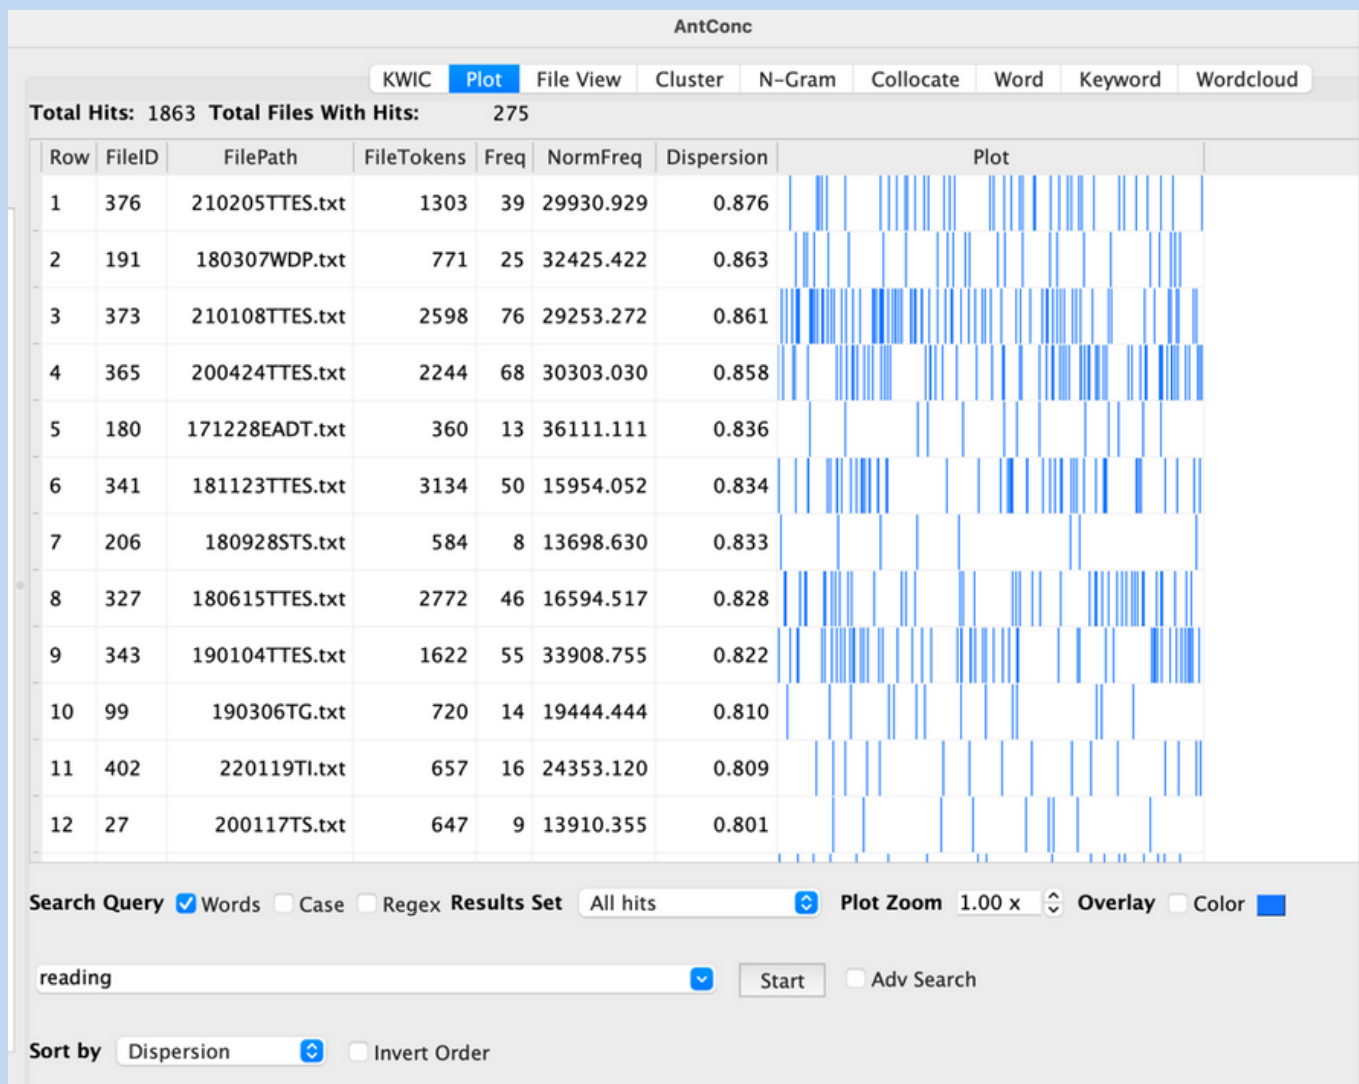 AntConc
KWIC Plot File View Cluster N-Gram Collocate Word Keyword Wordcloud
Total Hits: 1863 Total Files With Hits: 275
Row FileID FilePath FileTokens Freq NormFreq Dispersion Plot
1 376 210205TTES.txt 1303 39 29930.929 0.876
2 191 180307WDP.txt 771 25 32425.422 0.863
3 373 210108TTES.txt 2598 76 29253.272 0.861
4 365 200424TTES.txt 2244 68 30303.030 0.858
5 180 171228EADT.txt 360 13 36111.111 0.836
6 341 181123TTES.txt 3134 50 15954.052 0.834
7 206 180928STS.txt 584 8 13698.630 0.833
8 327 180615TTES.txt 2772 46 16594.517 0.828
9 343 190104TTES.txt 1622 55 33908.755 0.822
10 99 190306TG.txt 720 14 19444.444 0.810
11 402 220119TI.txt 657 16 24353.120 0.809
12 27 200117TS.txt 647 9 13910.355 0.801
Search Query Words Case Regex Results Set All hits Plot Zoom 1.00 x Overlay Color
reading Start Adv Search
Sort by Dispersion Invert Order